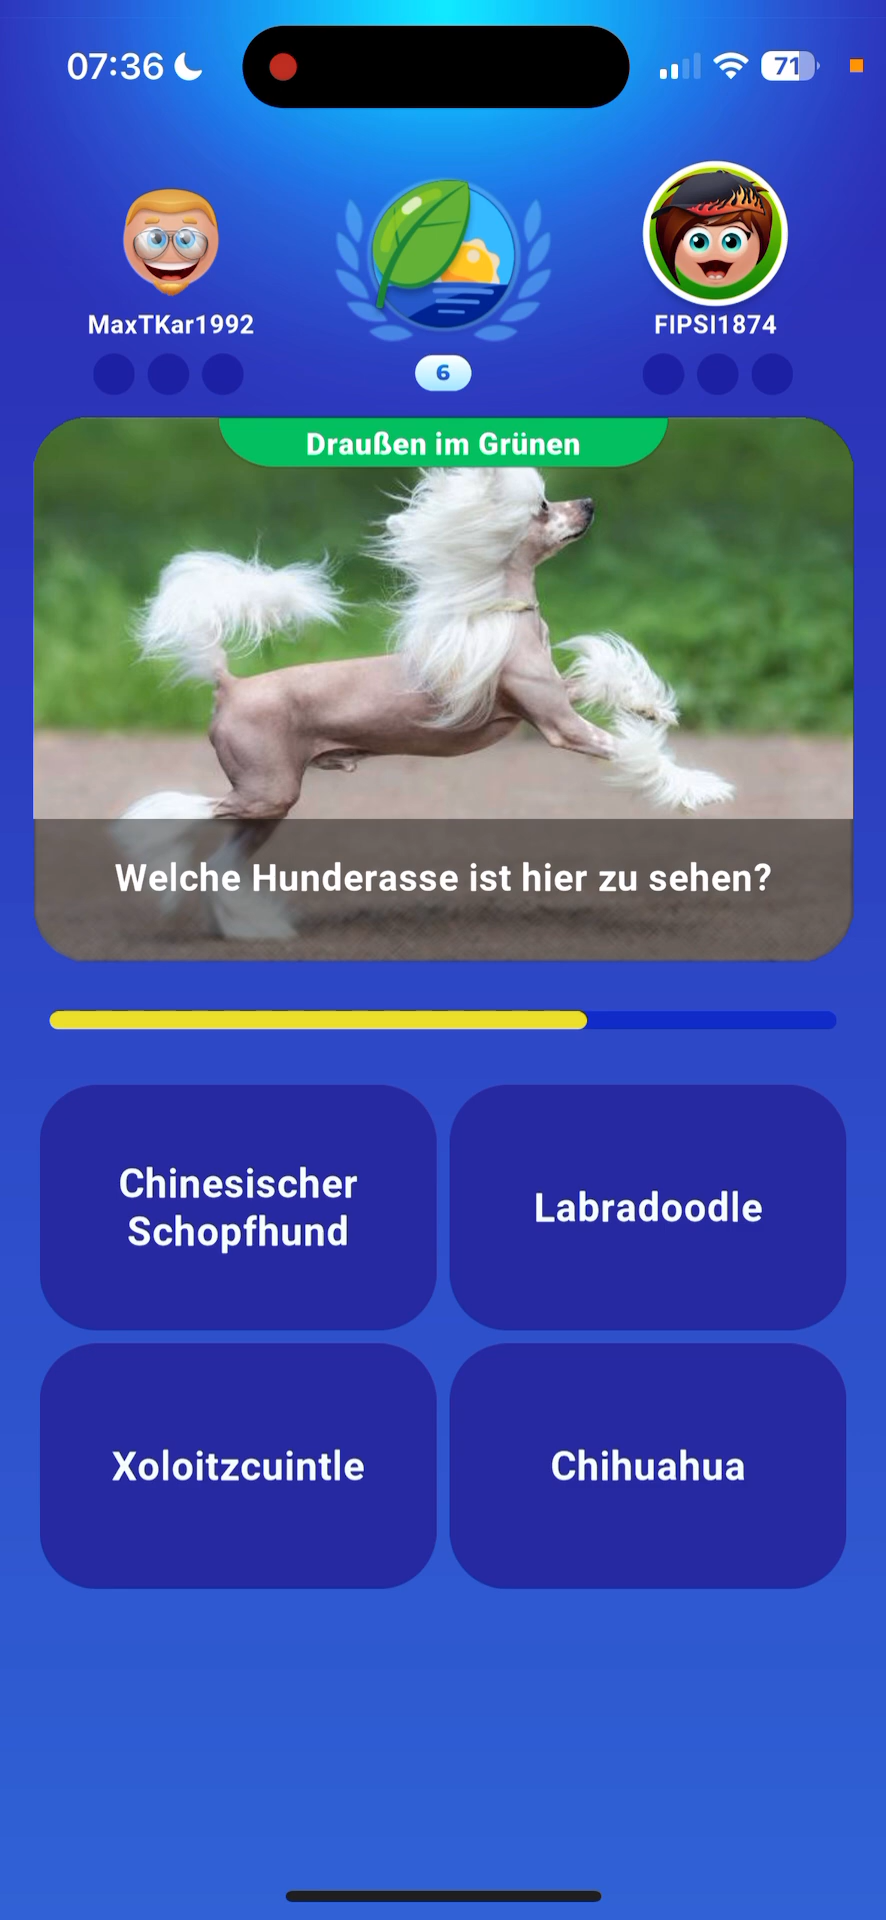 07:36
71
MaxTKar1992
FIPSI1874
6
Draußen im Grünen
Welche Hunderasse ist hier zu sehen?
Chinesischer
Schopfhund
Labradoodle
Xoloitzcuintle
Chihuahua